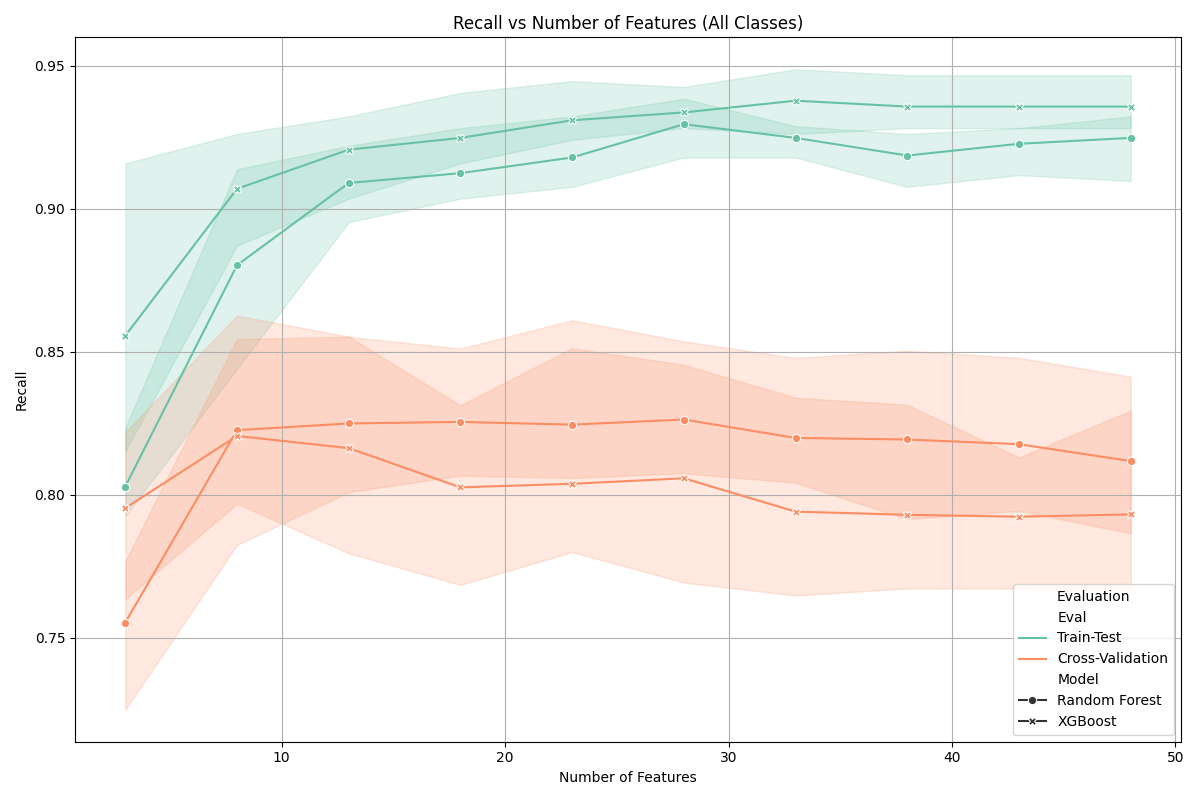 Recall vs Number of Features (All Classes)
0.95
0.90
0.85
0.80
0.75
Recall
10
20
30
40
50
Number of Features
Evaluation
Eval
Train-Test
Cross-Validation
Model
Random Forest
XGBoost